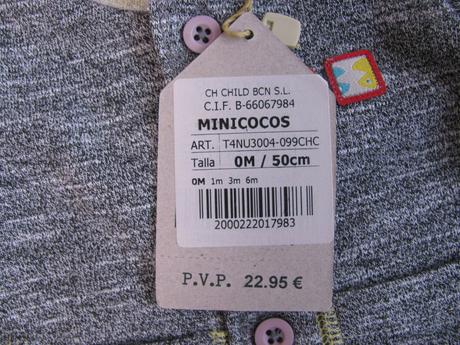 CH CHILD BCN S.L.
C.I.F. B-66067984
MINICOCOS
ART. T4NU3004-099CHC
Talla 0M / 50cm
0M 1m 3m 6m
2000222017983
P.V.P. 22.95 €